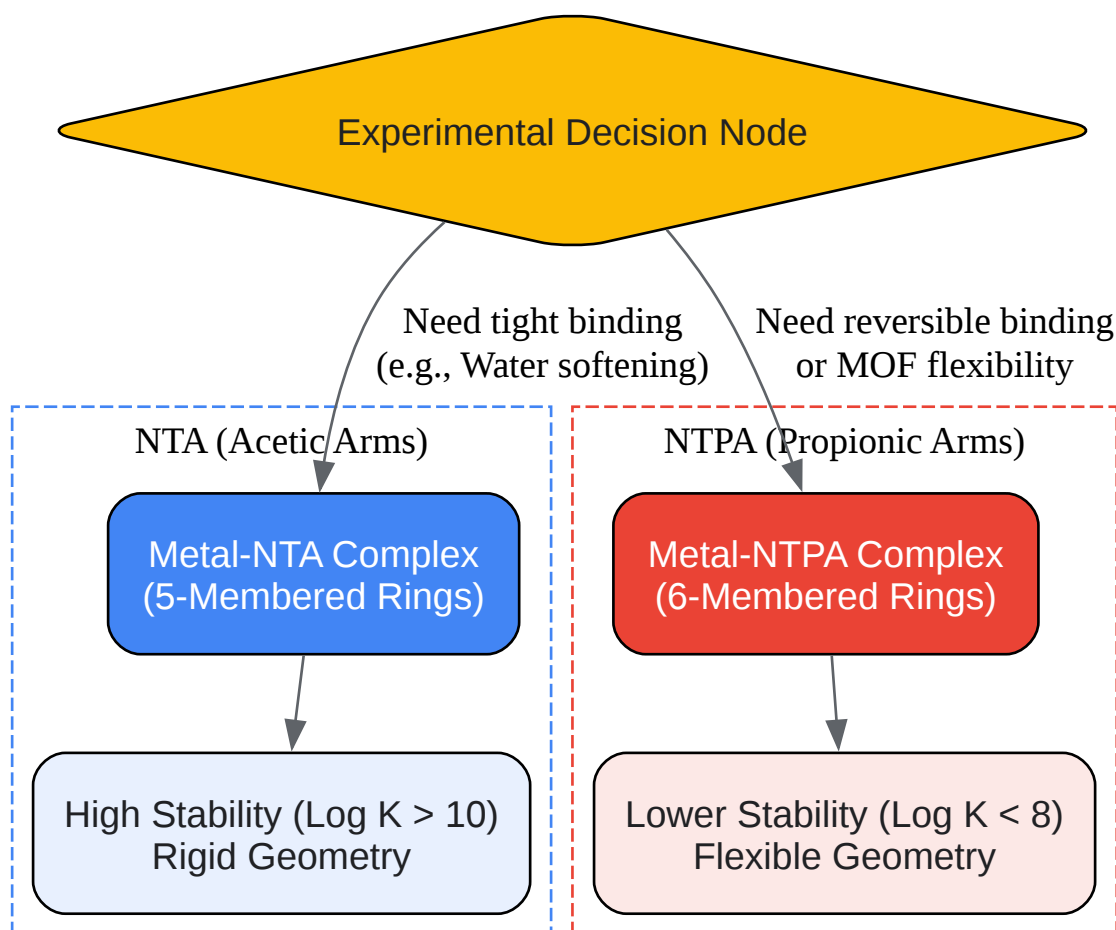 Experimental Decision Node
Need tight binding
(e.g., Water softening)
Need reversible binding
or MOF flexibility
NTA (Acetic Arms)
NTPA (Propionic Arms)
Metal-NTA Complex
(5-Membered Rings)
Metal-NTPA Complex
(6-Membered Rings)
High Stability (Log K > 10)
Rigid Geometry
Lower Stability (Log K < 8)
Flexible Geometry